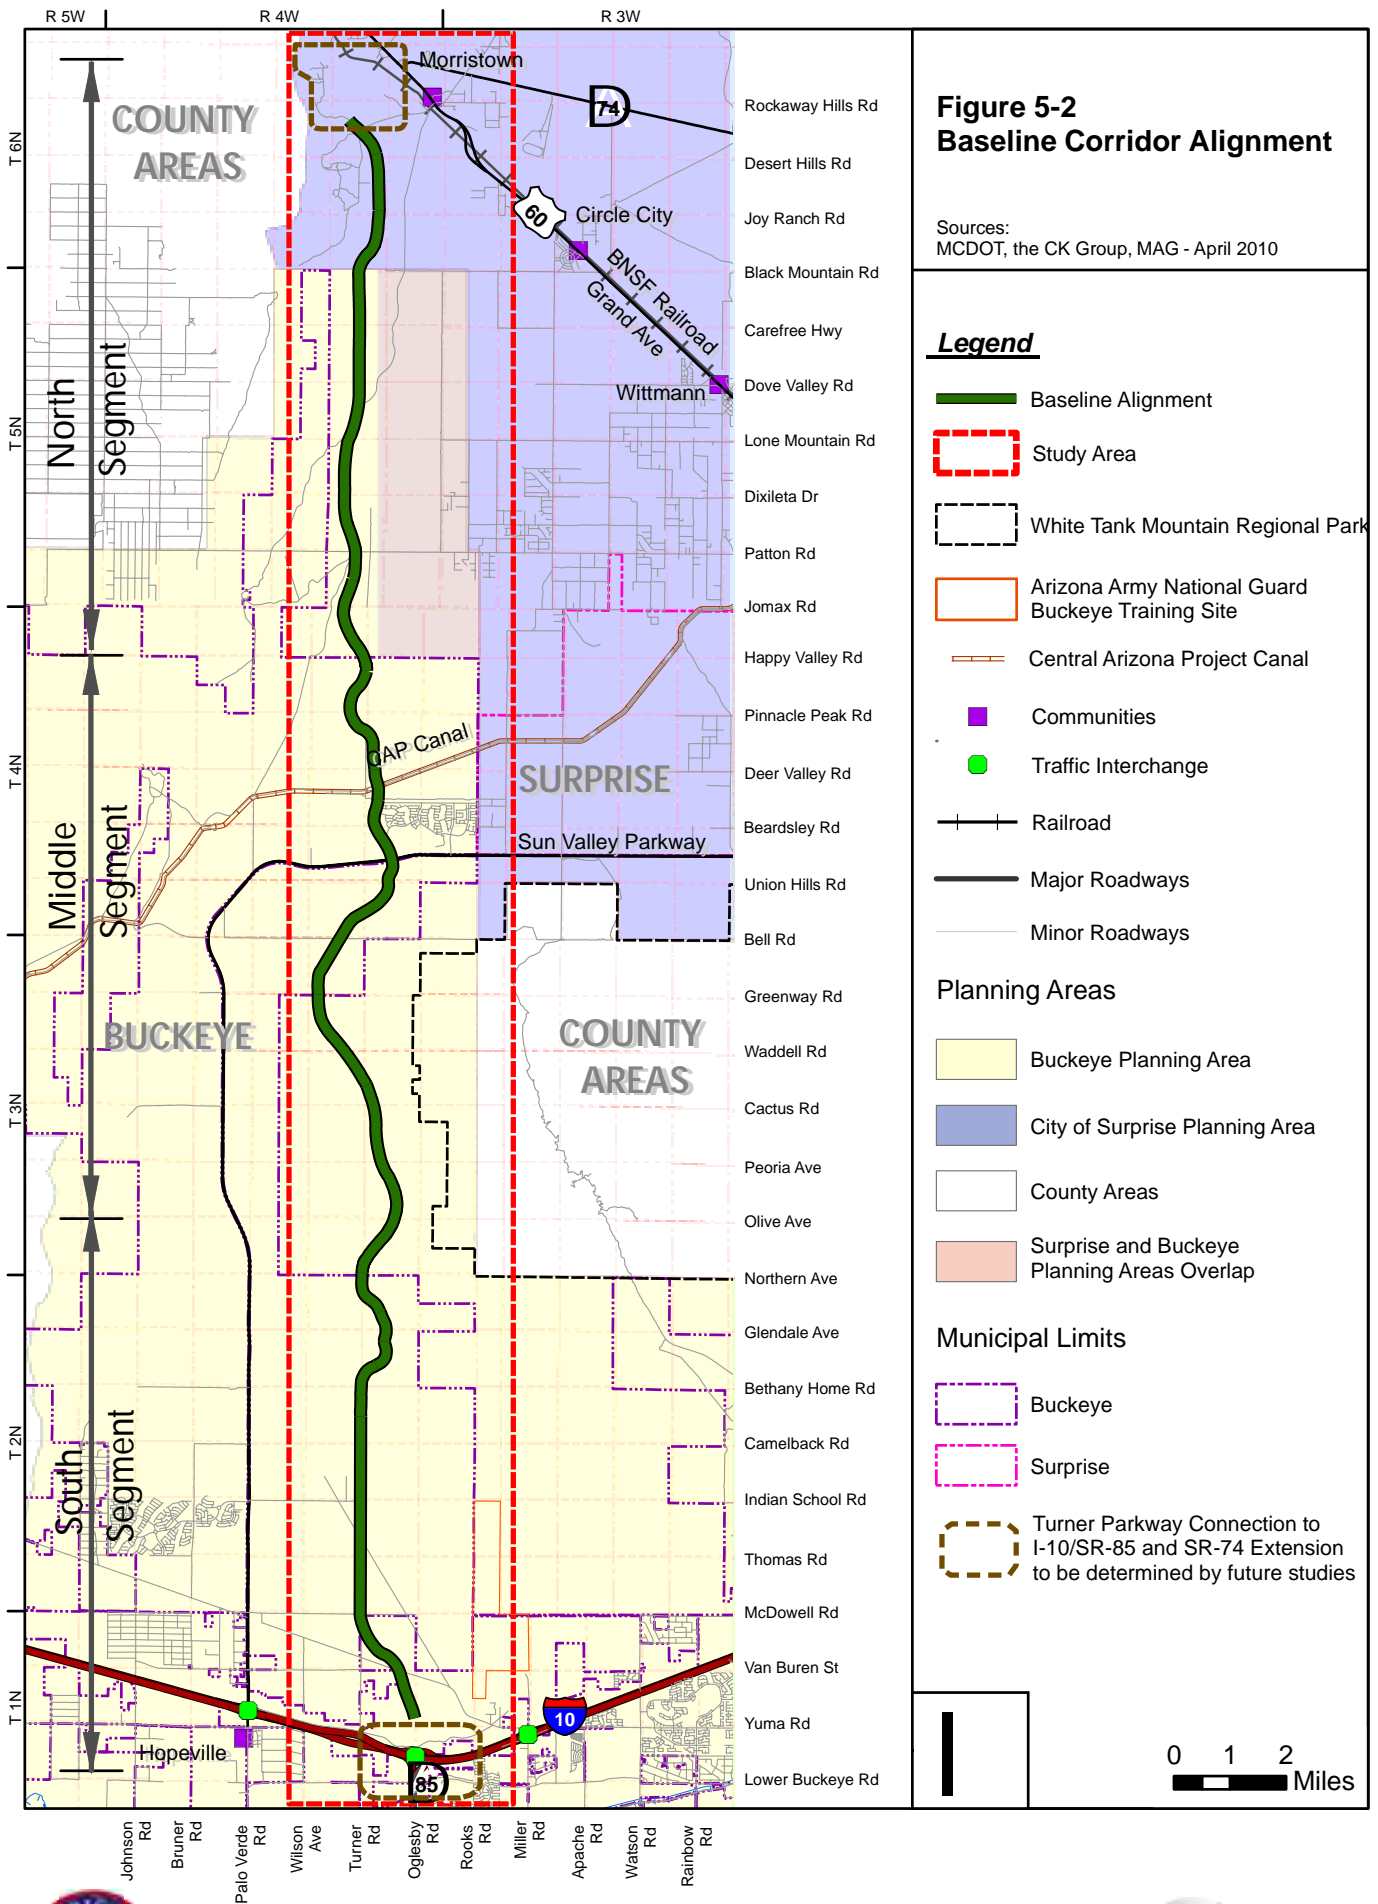 R 5W
R 4W
R 3W
T 6N
T 5N
T 4N
T 3N
T 2N
T 1N
COUNTY
AREAS
Morristown
74
60
Circle City
BNSF Railroad
Grand Ave
Wittmann
North
Segment
Middle
Segment
South
Segment
CAP Canal
SURPRISE
Sun Valley Parkway
BUCKEYE
COUNTY
AREAS
10
Hopeville
85
Rockaway Hills Rd
Desert Hills Rd
Joy Ranch Rd
Black Mountain Rd
Carefree Hwy
Dove Valley Rd
Lone Mountain Rd
Dixileta Dr
Patton Rd
Jomax Rd
Happy Valley Rd
Pinnacle Peak Rd
Deer Valley Rd
Beardsley Rd
Union Hills Rd
Bell Rd
Greenway Rd
Waddell Rd
Cactus Rd
Peoria Ave
Olive Ave
Northern Ave
Glendale Ave
Bethany Home Rd
Camelback Rd
Indian School Rd
Thomas Rd
McDowell Rd
Van Buren St
Yuma Rd
Lower Buckeye Rd
Johnson
Rd
Bruner
Rd
Palo Verde
Rd
Wilson
Ave
Turner
Rd
Oglesby
Rd
Rooks
Rd
Miller
Rd
Apache
Rd
Watson
Rd
Rainbow
Rd
Figure 5-2
Baseline Corridor Alignment
Sources:
MCDOT, the CK Group, MAG - April 2010
Legend
Baseline Alignment
Study Area
White Tank Mountain Regional Park
Arizona Army National Guard
Buckeye Training Site
Central Arizona Project Canal
Communities
Traffic Interchange
Railroad
Major Roadways
Minor Roadways
Planning Areas
Buckeye Planning Area
City of Surprise Planning Area
County Areas
Surprise and Buckeye
Planning Areas Overlap
Municipal Limits
Buckeye
Surprise
Turner Parkway Connection to
I-10/SR-85 and SR-74 Extension
to be determined by future studies
0 1 2
Miles